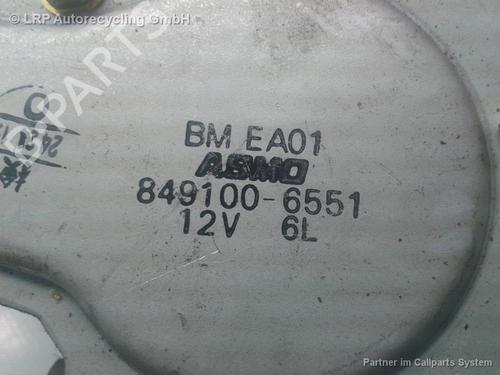 © LRP Autorecycling GmbH
BM EA01
ASMO
849100-6551
12V 6L
Partner im Callparts System